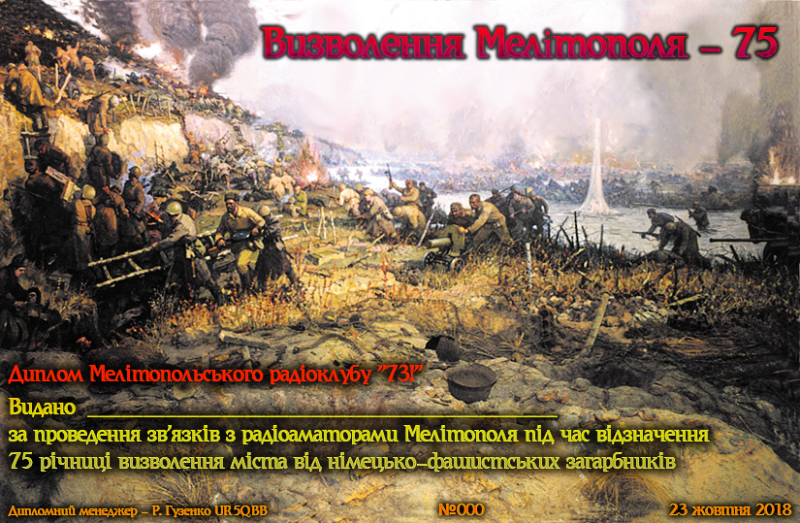 Визволення Мелітополя – 75
Диплом Мелітопольського радіоклубу "73!"
Видано
за проведення зв'язків з радіоаматорами Мелітополя під час відзначення
75 річниці визволення міста від німецько-фашистських загарбників
Дипломний менеджер – Р. Гузенко UR5QBB №000 23 жовтня 2018